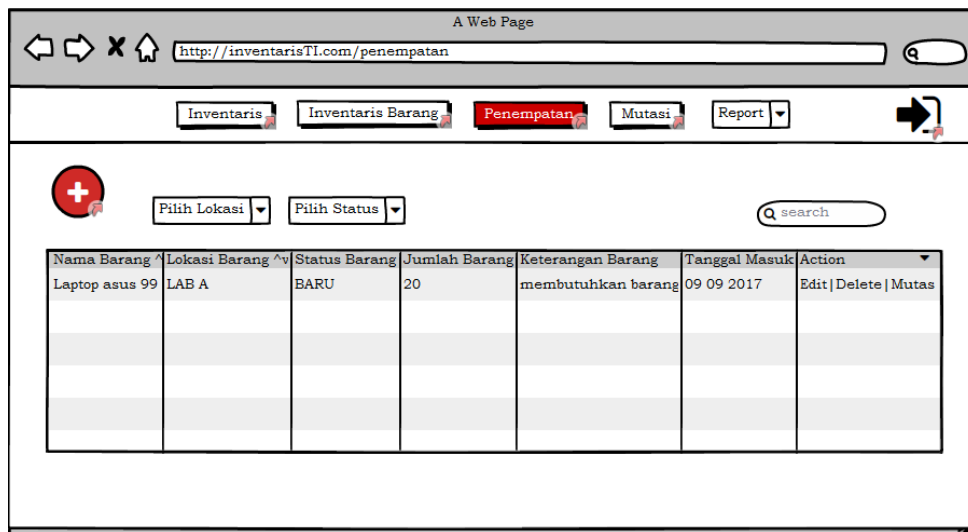 A Web Page
http://inventarisTI.com/penempatan
Inventaris Inventaris Barang Penempatan Mutasi Report
Pilih Lokasi Pilih Status search
Nama Barang ^ Lokasi Barang ^v Status Barang Jumlah Barang Keterangan Barang Tanggal Masuk Action
Laptop asus 99 LAB A BARU 20 membutuhkan barang 09 09 2017 Edit|Delete|Mutas